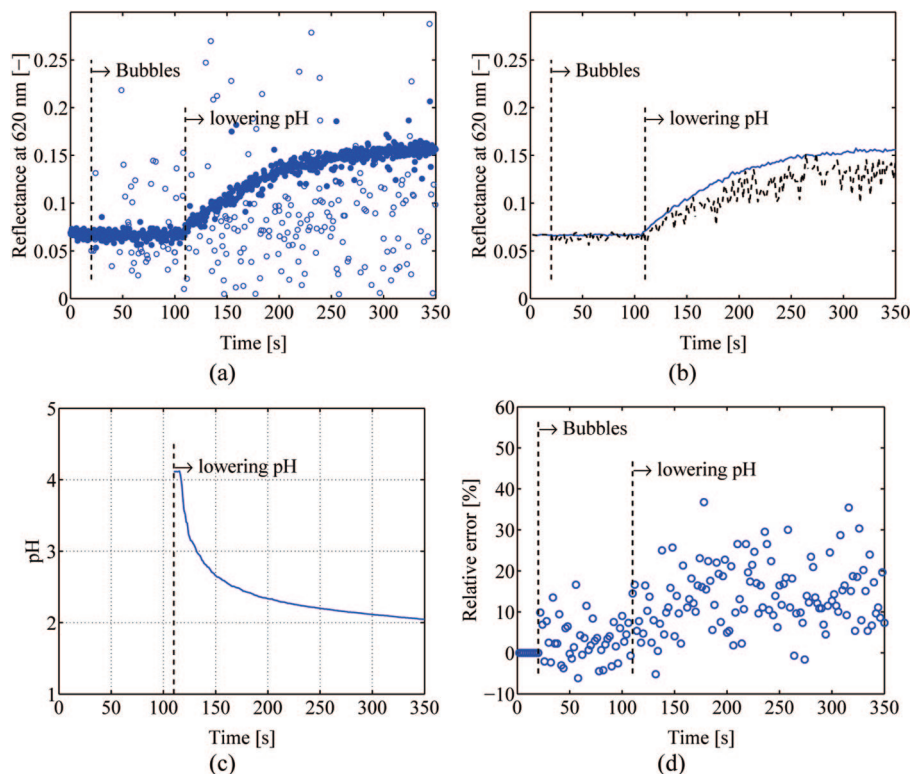 Reflectance at 620 nm [−]
0.25
0.2
0.15
0.1
0.05
0
Bubbles
lowering pH
0 50 100 150 200 250 300 350
Time [s]
(a)
Reflectance at 620 nm [−]
0.25
0.2
0.15
0.1
0.05
0
Bubbles
lowering pH
0 50 100 150 200 250 300 350
Time [s]
(b)
pH
5
4
3
2
1
lowering pH
0 50 100 150 200 250 300 350
Time [s]
(c)
Relative error [%]
60
50
40
30
20
10
0
−10
Bubbles
lowering pH
0 50 100 150 200 250 300 350
Time [s]
(d)